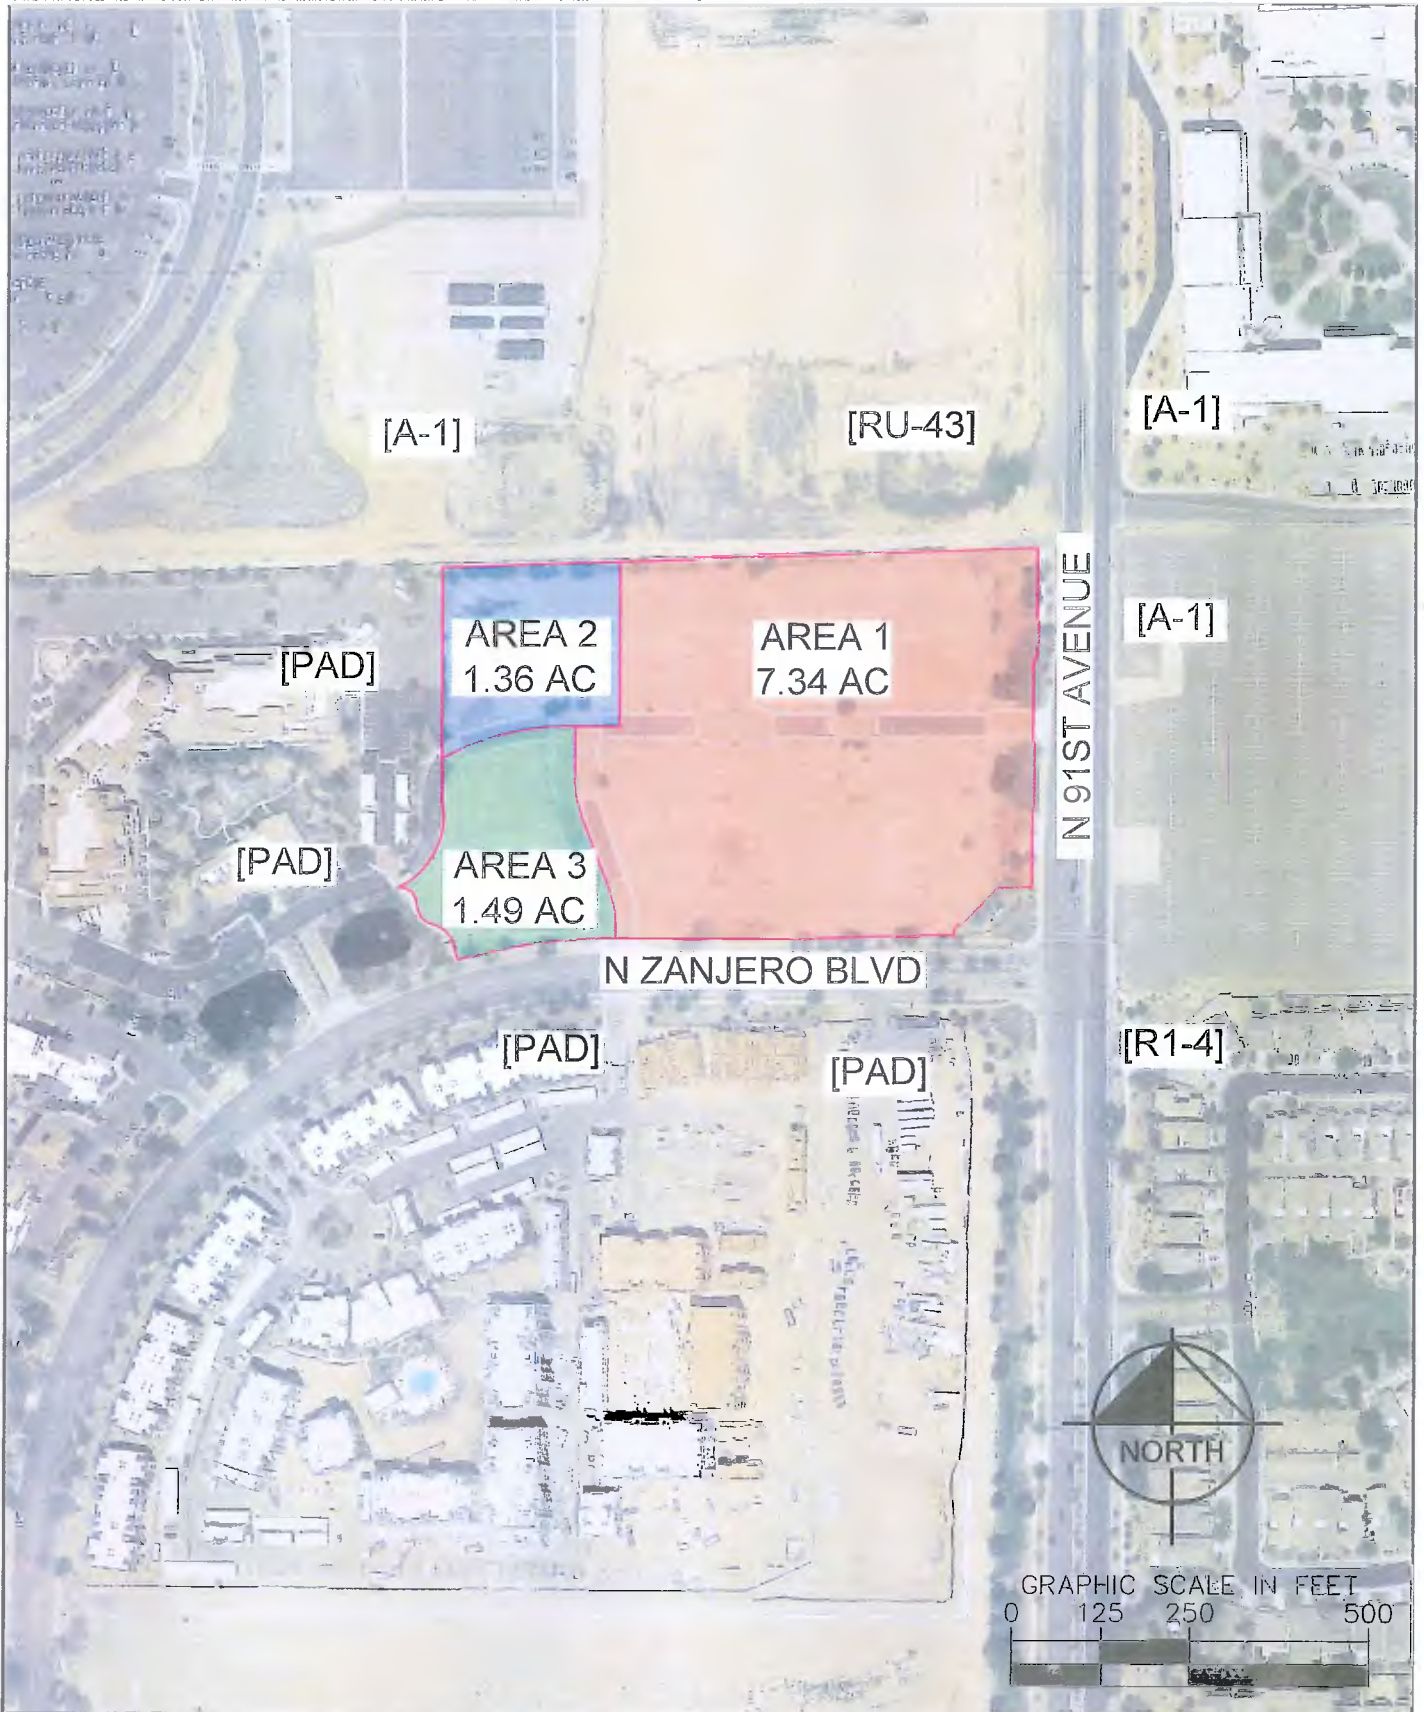 [A-1]
[RU-43]
[A-1]
AREA 2
1.36 AC
AREA 1
7.34 AC
N 91ST AVENUE
[A-1]
[PAD]
[PAD]
AREA 3
1.49 AC
N ZANJERO BLVD
[PAD]
[PAD]
[R1-4]
NORTH
GRAPHIC SCALE IN FEET
0 125 250 500